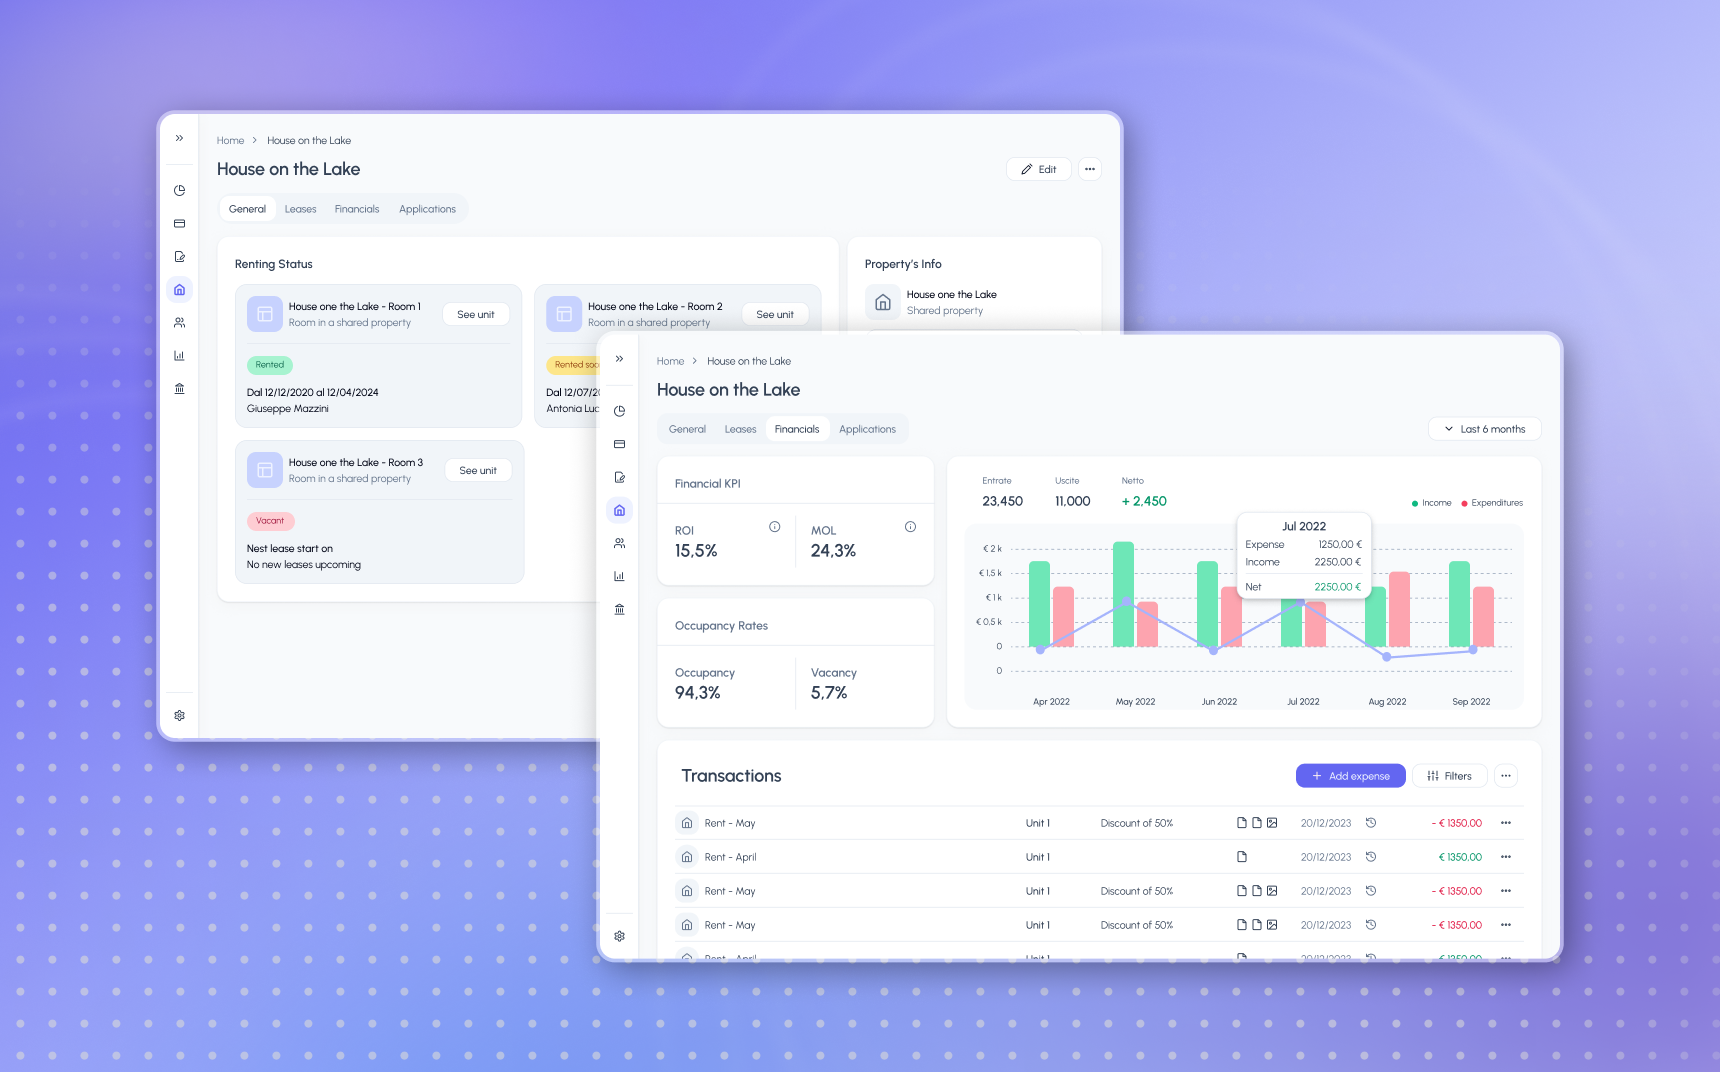 Home > House on the Lake
House on the Lake
Edit
General Leases Financials Applications
Renting Status
House one the Lake - Room 1
Room in a shared property
See unit
Rented
Dal 12/12/2020 al 12/04/2024
Giuseppe Mazzini
House one the Lake - Room 2
Room in a shared property
See unit
Rented
Dal 12/07/20
Antonia
House one the Lake - Room 3
Room in a shared property
See unit
Vacant
Nest lease start on
No new leases upcoming
Property's Info
House one the Lake
Shared property
Home > House on the Lake
House on the Lake
General Leases Financials Applications
Last 6 months
Financial KPI
ROI
15,5%
MOL
24,3%
Occupancy Rates
Occupancy
94,3%
Vacancy
5,7%
Entrate Uscite Netto
23,450 11,000 + 2,450
Income Expenditures
Jul 2022
Expense 1250,00 €
Income 2250,00 €
Net 2250,00 €
€ 2 k
€ 1,5 k
€ 1 k
€ 0,5 k
0
0
Apr 2022 May 2022 Jun 2022 Jul 2022 Aug 2022 Sep 2022
Transactions
+ Add expense
Filters
Rent - May Unit 1 Discount of 50% 20/12/2023 - € 1350,00
Rent - April Unit 1 20/12/2023 € 1350,00
Rent - May Unit 1 Discount of 50% 20/12/2023 - € 1350,00
Rent - May Unit 1 Discount of 50% 20/12/2023 - € 1350,00
Rent - April Unit 1 20/12/2023 € 1350,00